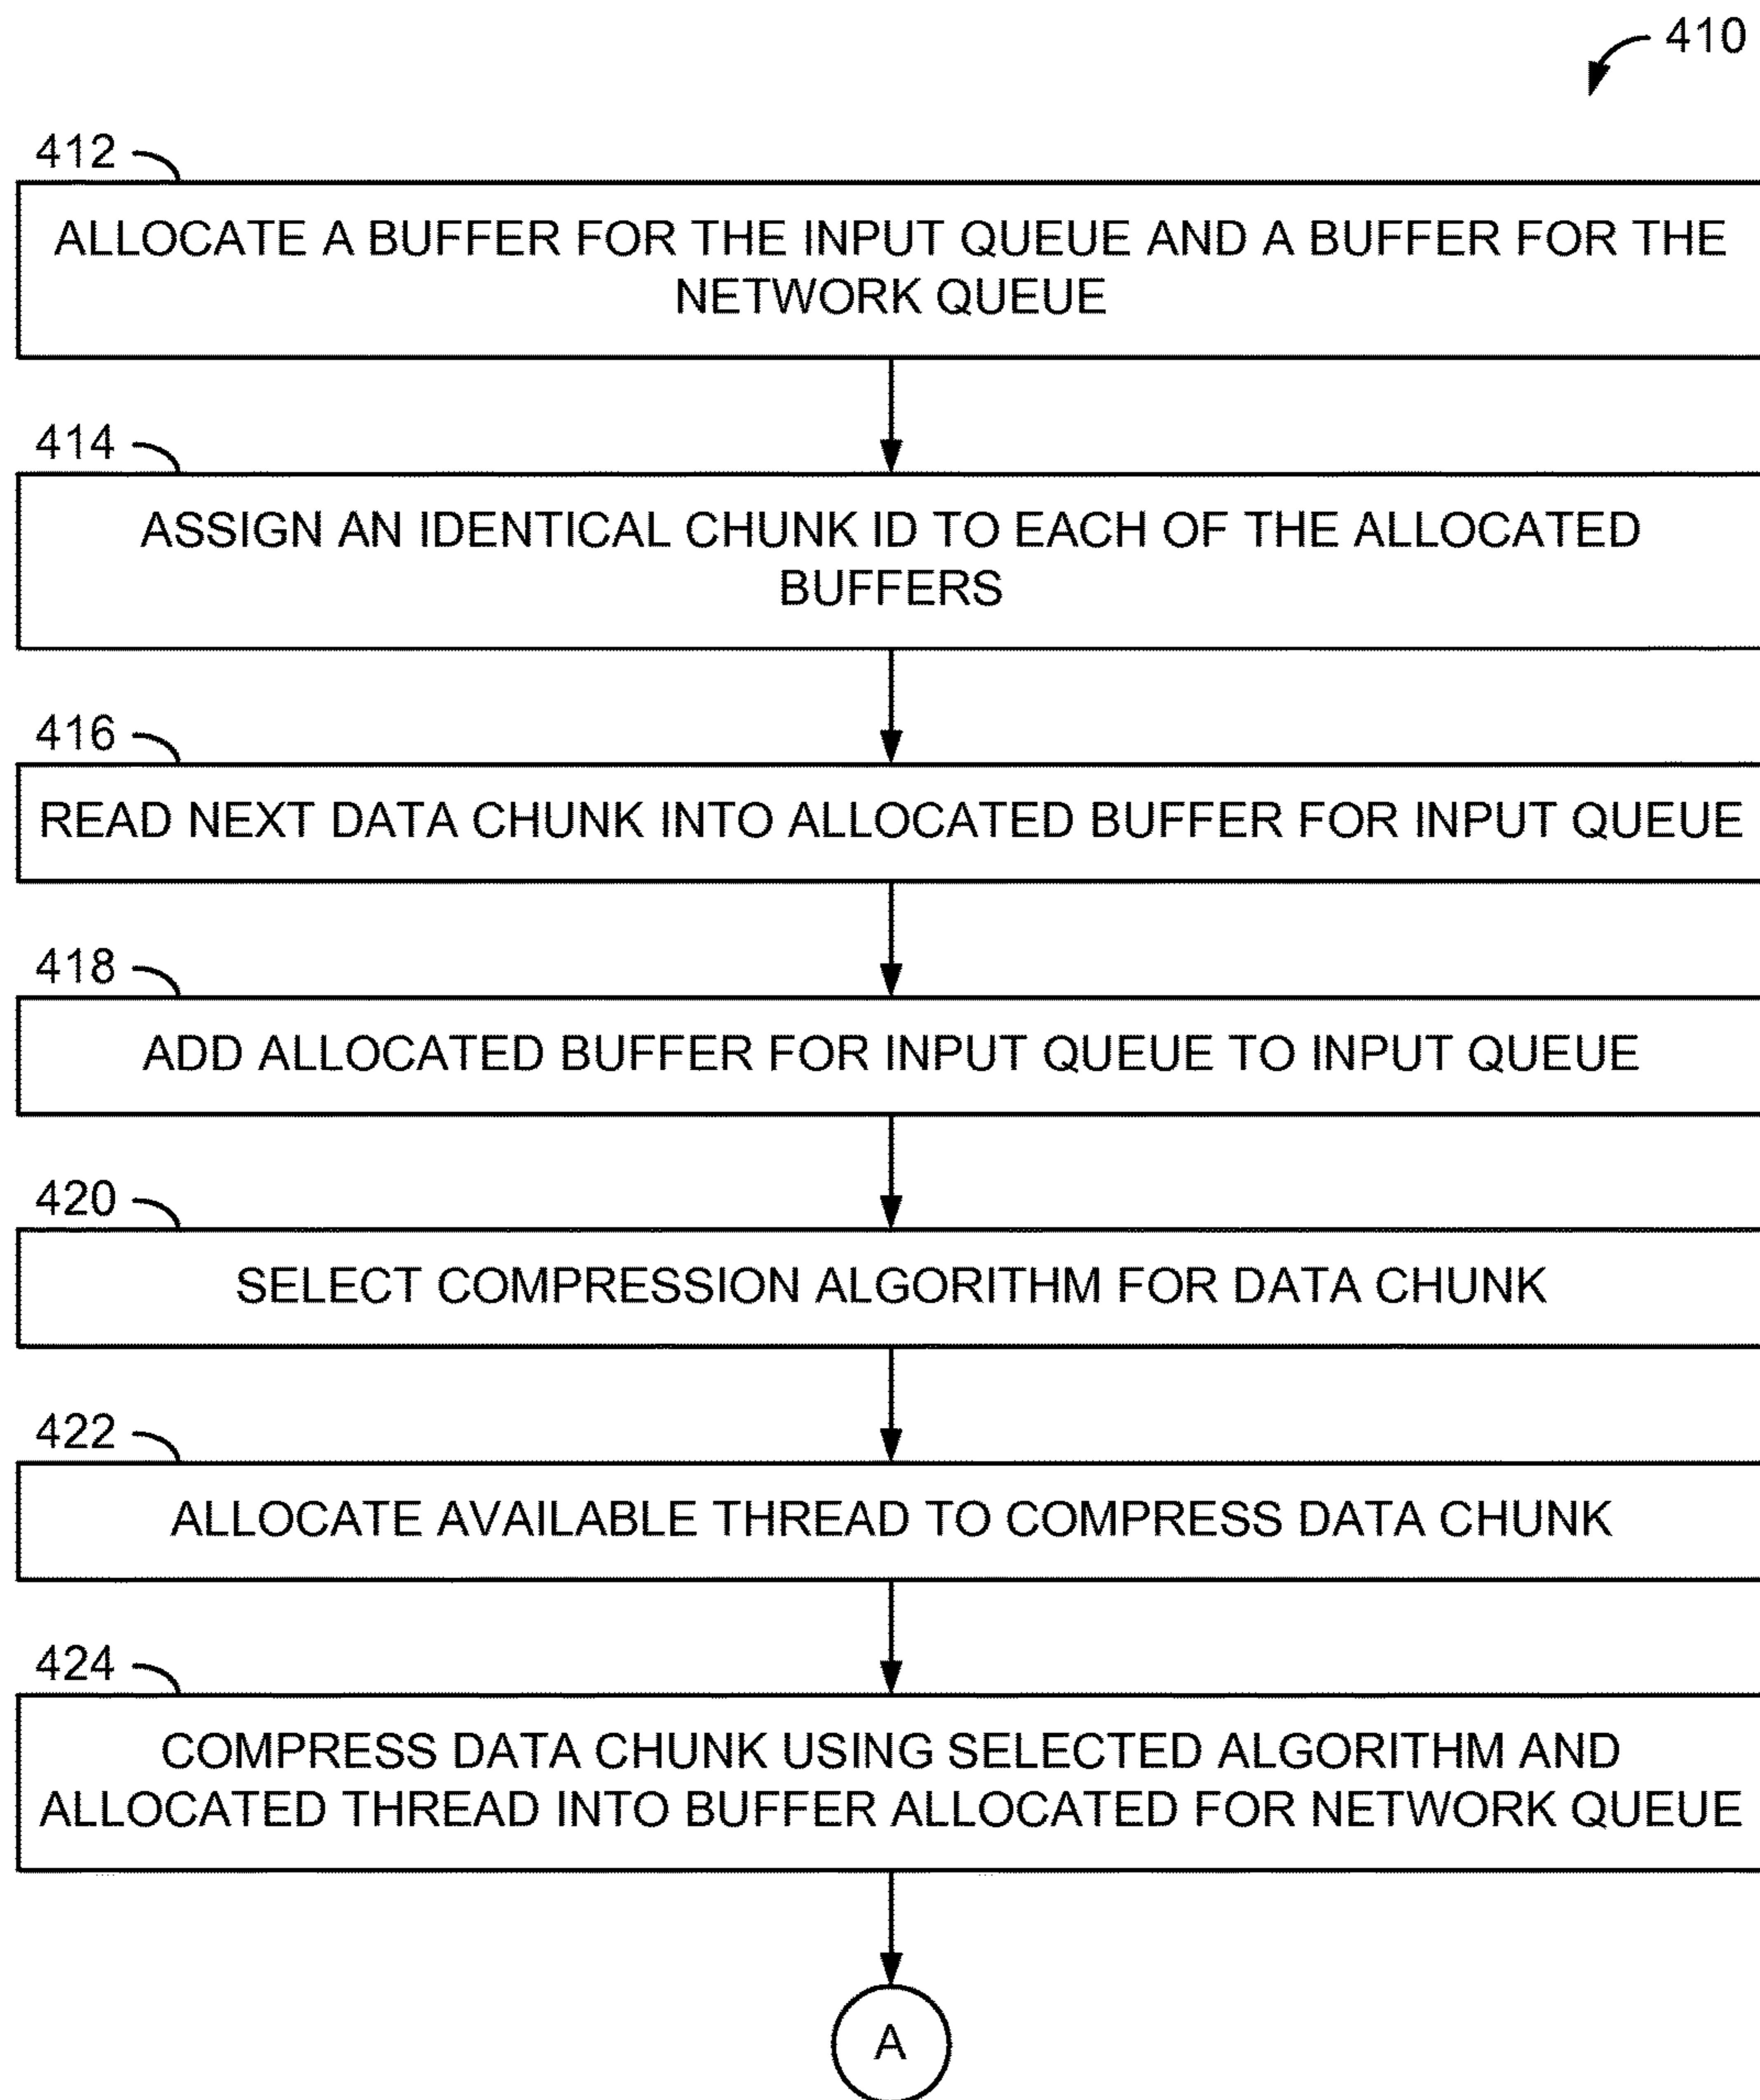 410
412
ALLOCATE A BUFFER FOR THE INPUT QUEUE AND A BUFFER FOR THE
NETWORK QUEUE
414
ASSIGN AN IDENTICAL CHUNK ID TO EACH OF THE ALLOCATED
BUFFERS
416
READ NEXT DATA CHUNK INTO ALLOCATED BUFFER FOR INPUT QUEUE
418
ADD ALLOCATED BUFFER FOR INPUT QUEUE TO INPUT QUEUE
420
SELECT COMPRESSION ALGORITHM FOR DATA CHUNK
422
ALLOCATE AVAILABLE THREAD TO COMPRESS DATA CHUNK
424
COMPRESS DATA CHUNK USING SELECTED ALGORITHM AND
ALLOCATED THREAD INTO BUFFER ALLOCATED FOR NETWORK QUEUE
A